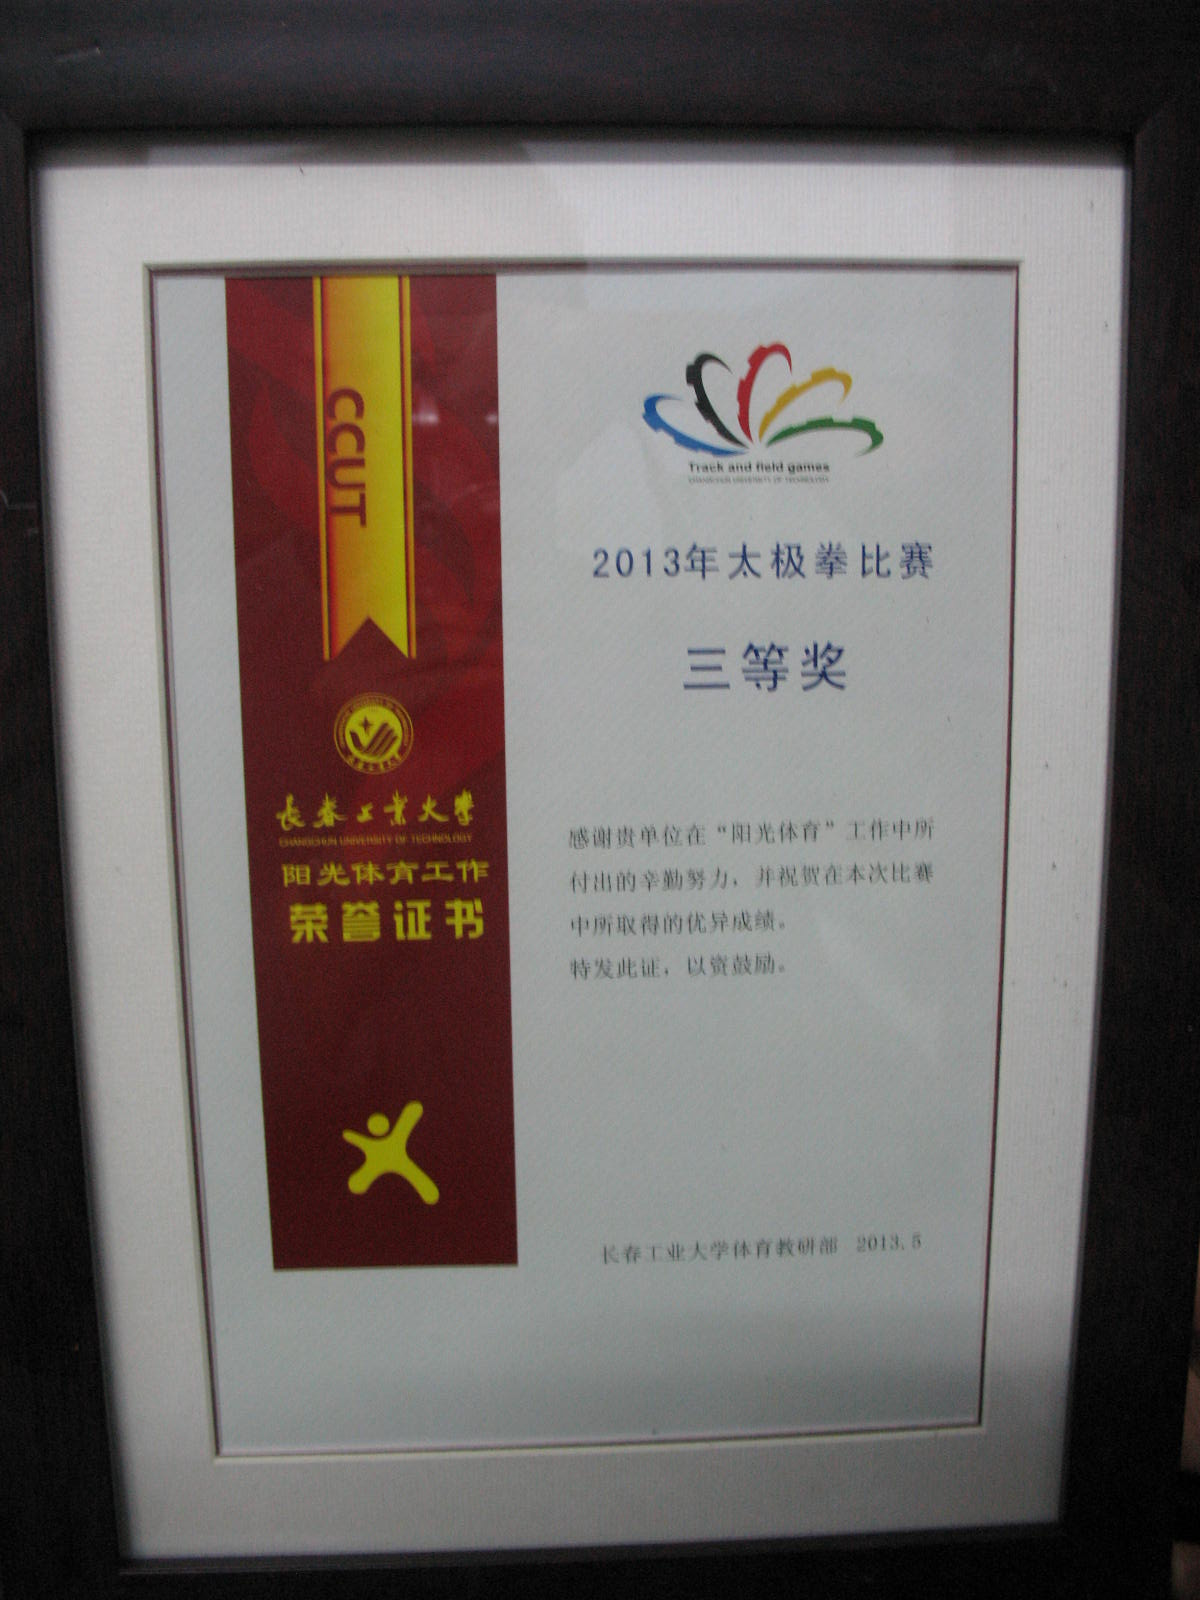 CCUT
长春工业大学
CHANGCHUN UNIVERSITY OF TECHNOLOGY
阳光体育工作
荣誉证书
Track and field games
CHANGCHUN UNIVERSITY OF TECHNOLOGY
2013年太极拳比赛
三等奖
感谢贵单位在“阳光体育”工作中所
付出的辛勤努力，并祝贺在本次比赛
中所取得的优异成绩。
特发此证，以资鼓励。
长春工业大学体育教研部 2013.5